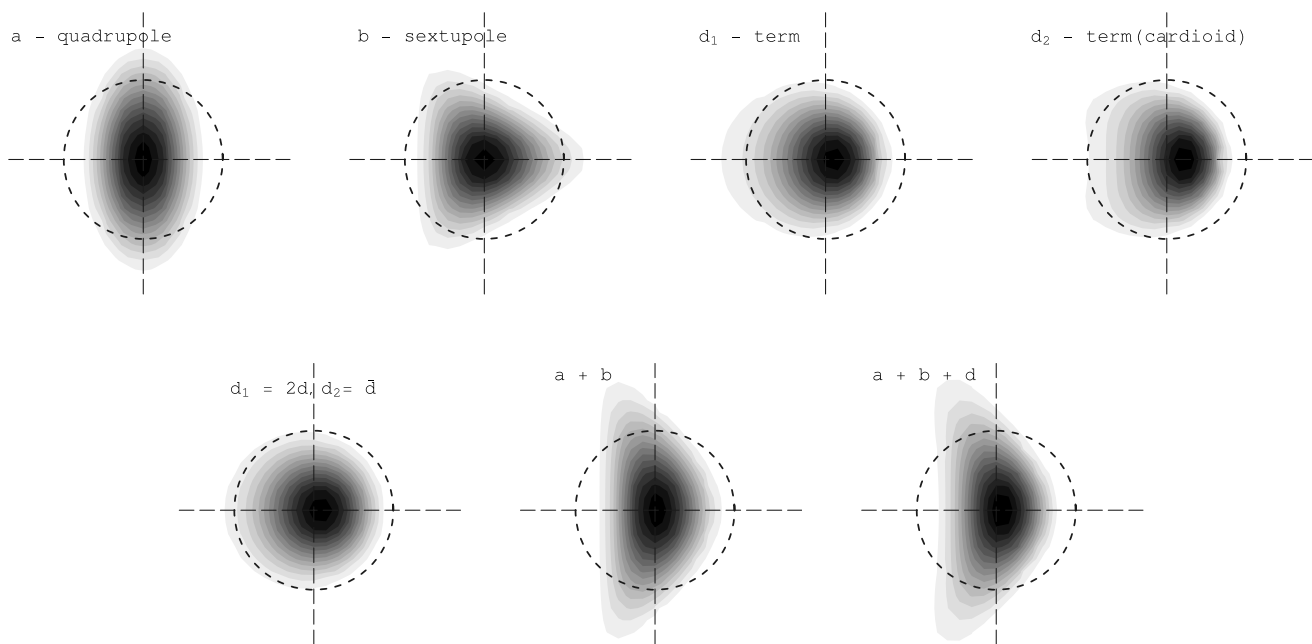 a - quadrupole
b - sextupole
d₁ - term
d₂ - term(cardioid)
d₁ = 2d, d₂= d̄
a + b
a + b + d